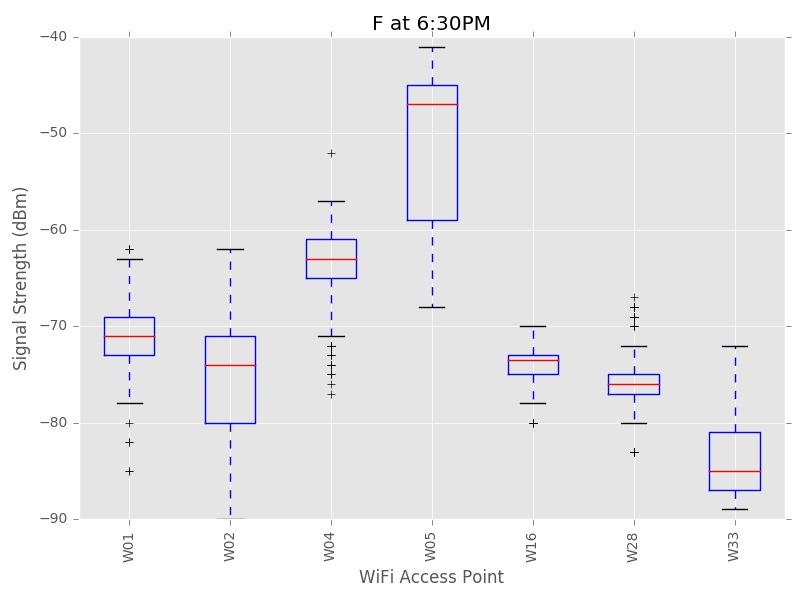 F at 6:30PM
−40
−50
−60
−70
−80
−90
Signal Strength (dBm)
W01
W02
W04
W05
W16
W28
W33
WiFi Access Point